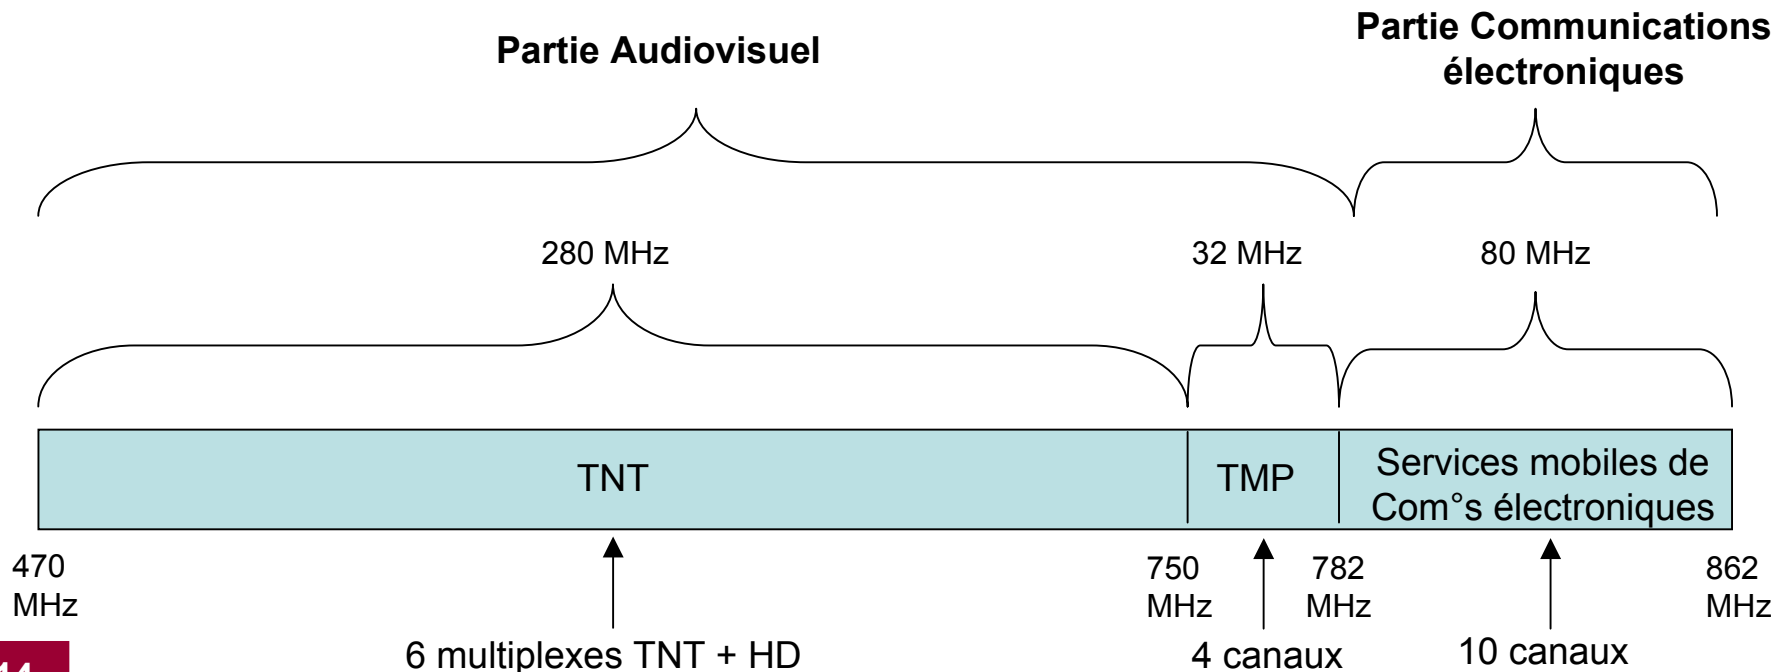 Partie Audiovisuel
Partie Communications
électroniques
280 MHz
32 MHz
80 MHz
TNT
TMP
Services mobiles de
Com°s électroniques
470
MHz
750
MHz
782
MHz
862
MHz
6 multiplexes TNT + HD
4 canaux
10 canaux